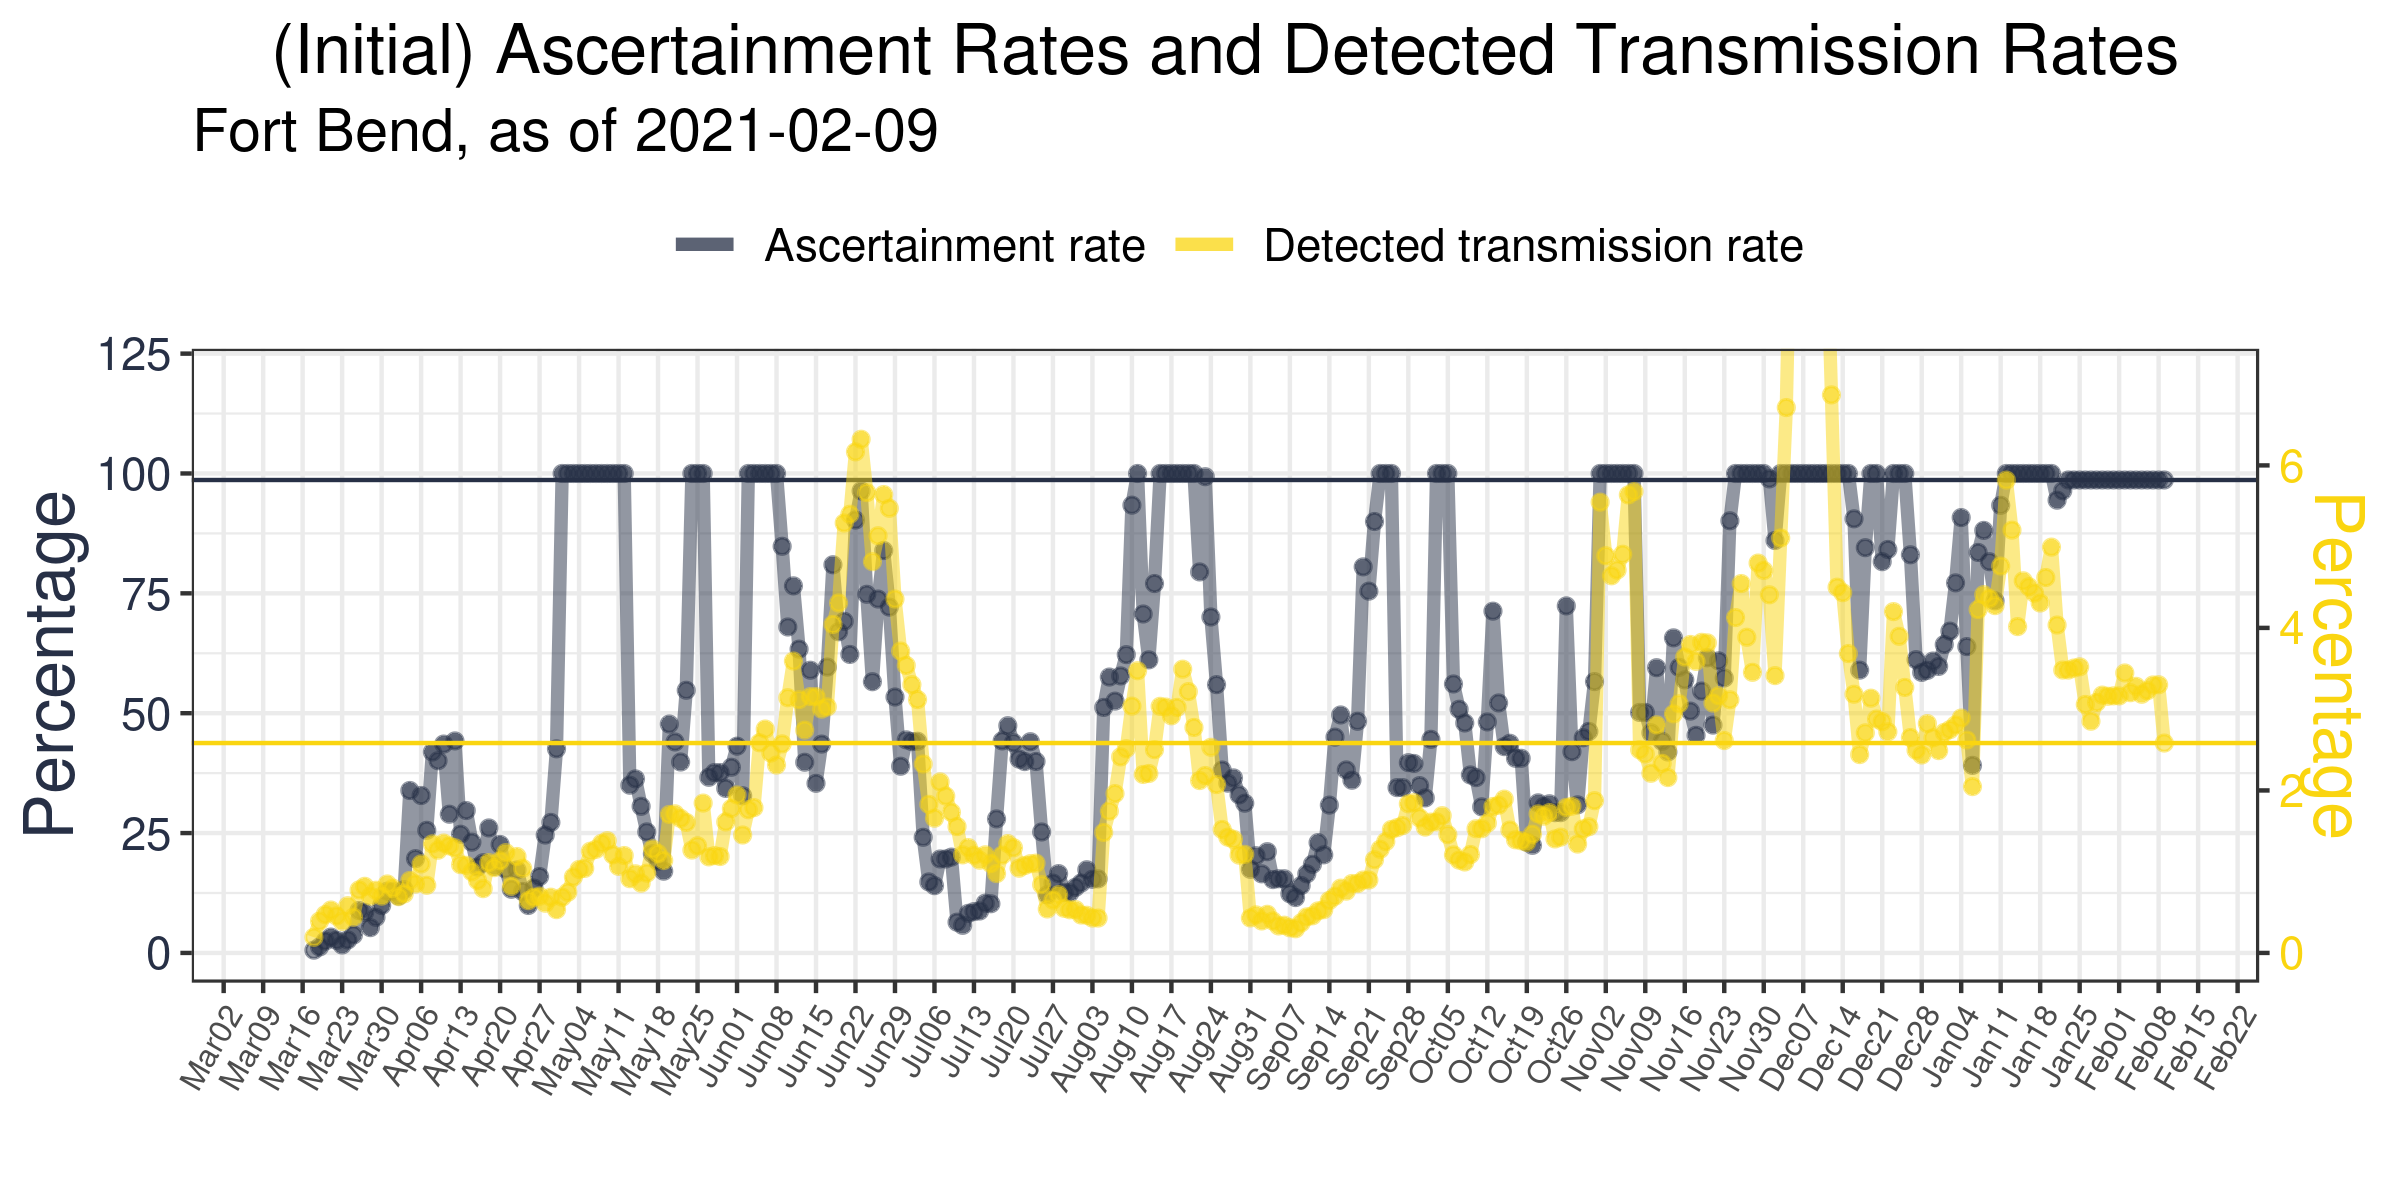 (Initial) Ascertainment Rates and Detected Transmission Rates
Fort Bend, as of 2021-02-09
Ascertainment rate Detected transmission rate
125
100
75
50
25
0
Percentage
6
4
2
0
Percentage
Mar02 Mar09 Mar16 Mar23 Mar30 Apr06 Apr13 Apr20 Apr27 May04 May11 May18 May25 Jun01 Jun08 Jun15 Jun22 Jun29 Jul06 Jul13 Jul20 Jul27 Aug03 Aug10 Aug17 Aug24 Aug31 Sep07 Sep14 Sep21 Sep28 Oct05 Oct12 Oct19 Oct26 Nov02 Nov09 Nov16 Nov23 Nov30 Dec07 Dec14 Dec21 Dec28 Jan04 Jan11 Jan18 Jan25 Feb01 Feb08 Feb15 Feb22